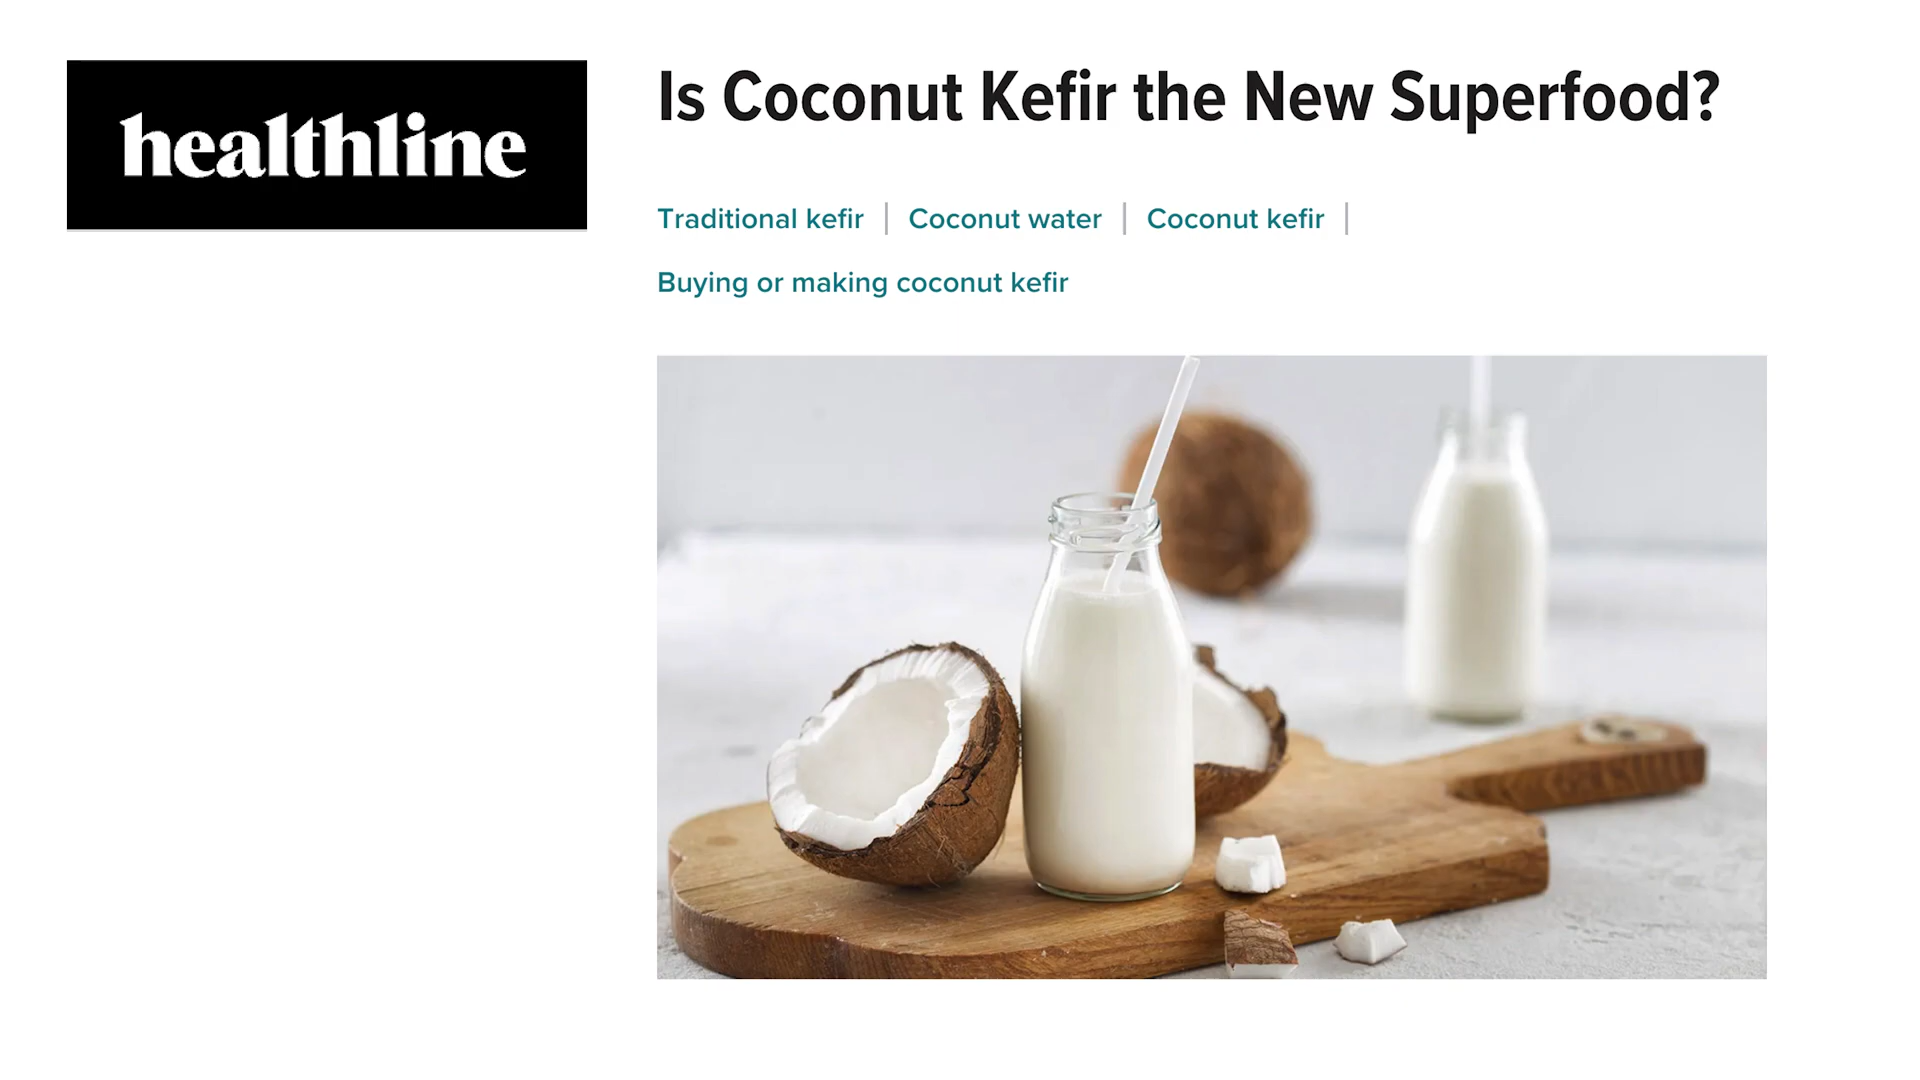 healthline
Is Coconut Kefir the New Superfood?
Traditional kefir | Coconut water | Coconut kefir |
Buying or making coconut kefir